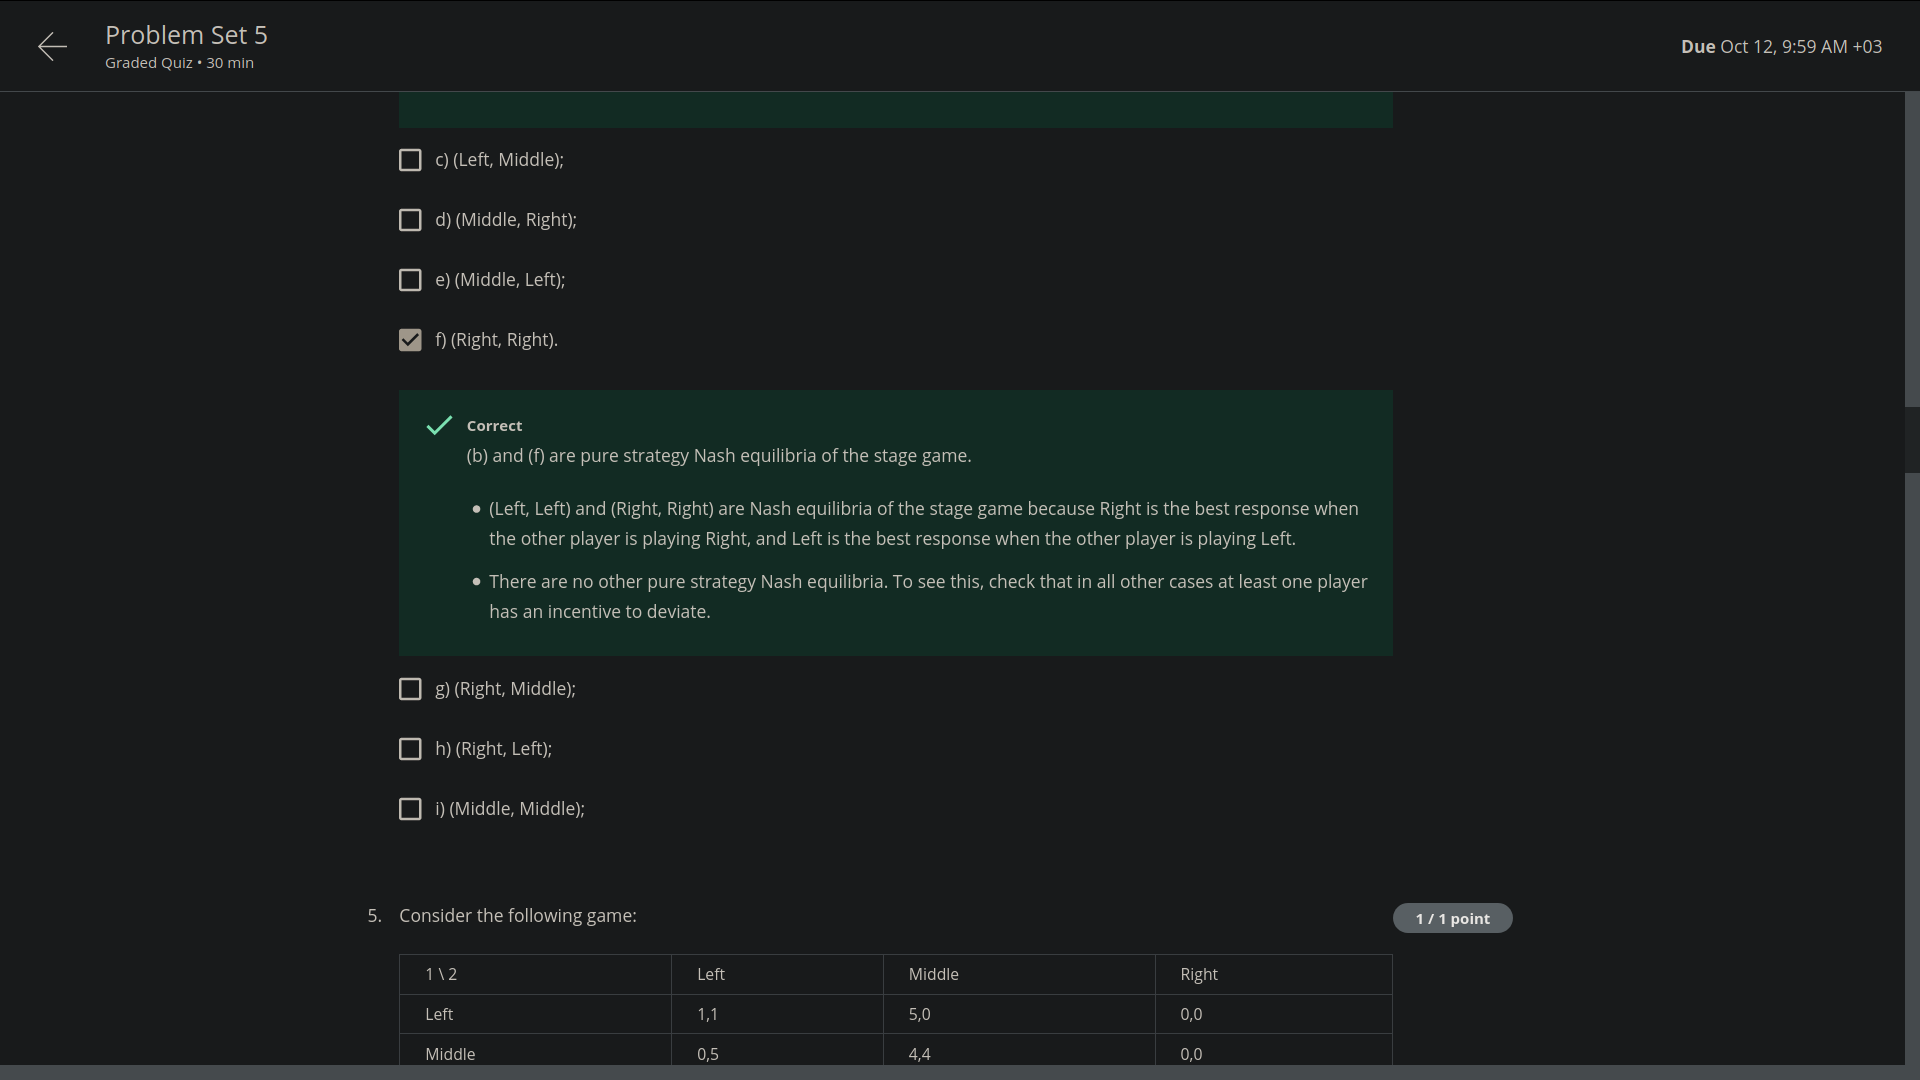 Problem Set 5
Graded Quiz • 30 min
Due Oct 12, 9:59 AM +03
c) (Left, Middle);
d) (Middle, Right);
e) (Middle, Left);
f) (Right, Right).
Correct
(b) and (f) are pure strategy Nash equilibria of the stage game.
• (Left, Left) and (Right, Right) are Nash equilibria of the stage game because Right is the best response when
the other player is playing Right, and Left is the best response when the other player is playing Left.
• There are no other pure strategy Nash equilibria. To see this, check that in all other cases at least one player
has an incentive to deviate.
g) (Right, Middle);
h) (Right, Left);
i) (Middle, Middle);
5. Consider the following game:
1 / 1 point
1 \ 2 Left Middle Right
Left 1,1 5,0 0,0
Middle 0,5 4,4 0,0